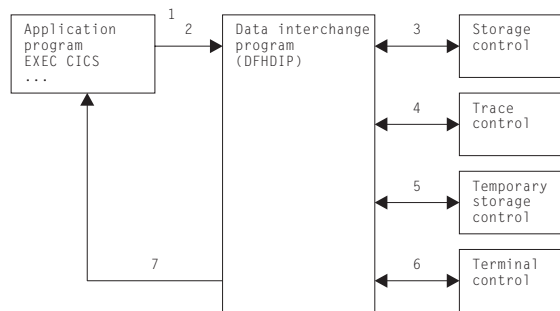 1
Application
program
EXEC CICS
...
2
Data interchange
program
(DFHDIP)
3
Storage
control
4
Trace
control
5
Temporary
storage
control
7
6
Terminal
control